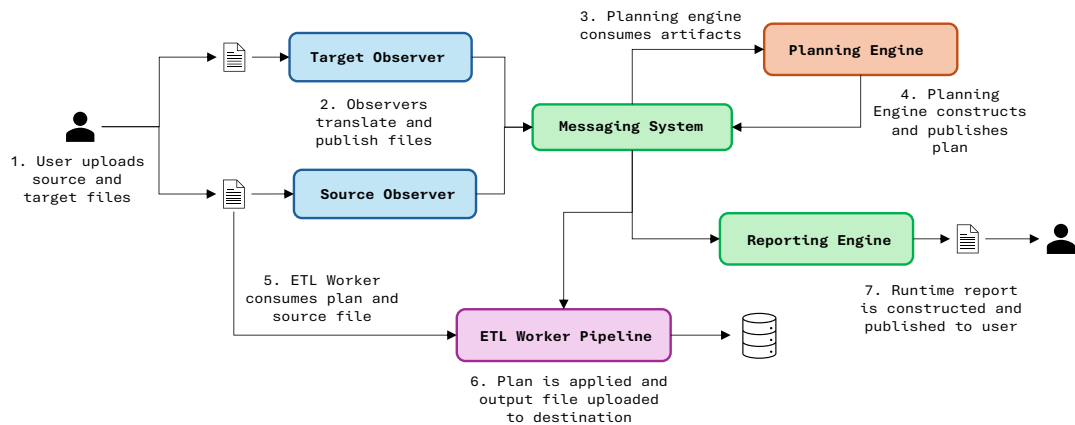 3. Planning engine
consumes artifacts
Planning Engine
Target Observer
2. Observers
translate and
publish files
4. Planning
Engine constructs
and publishes
plan
Messaging System
1. User uploads
source and
target files
Source Observer
Reporting Engine
5. ETL Worker
consumes plan and
source file
7. Runtime report
is constructed and
published to user
ETL Worker Pipeline
6. Plan is applied and
output file uploaded
to destination